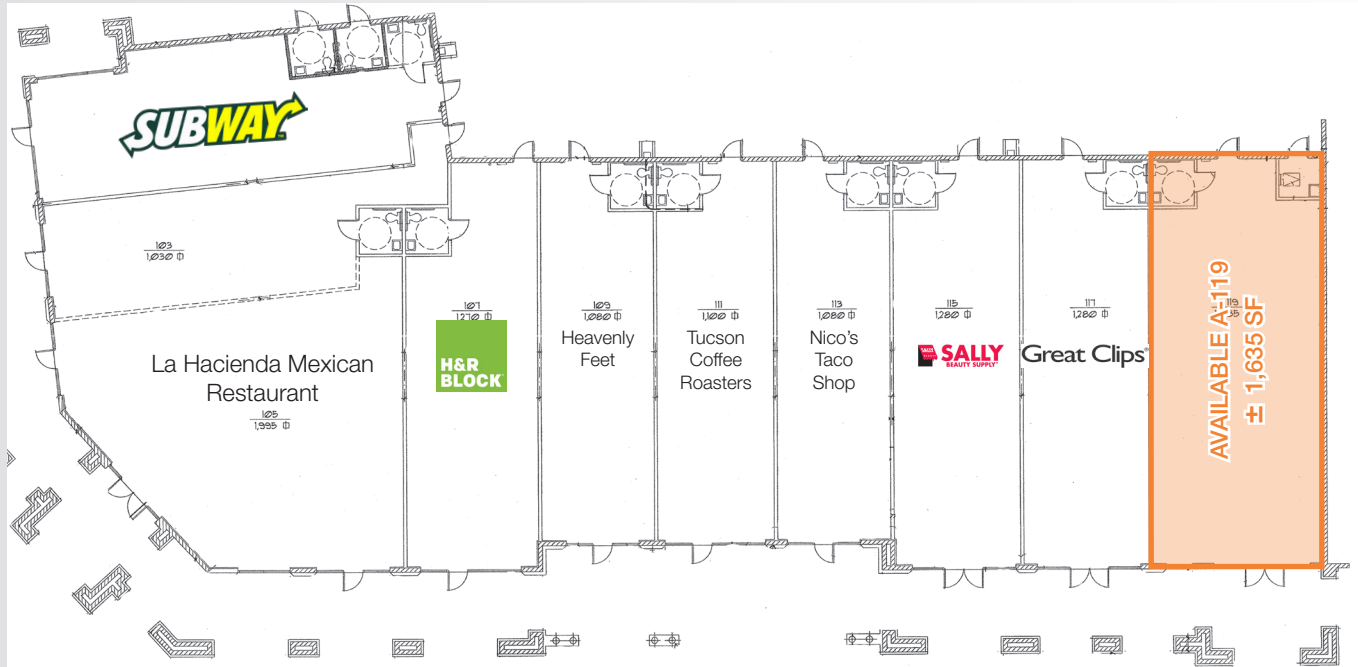 SUBWAY
103
1,030 ⏍
La Hacienda Mexican
Restaurant
105
1,995 ⏍
107
1,270 ⏍
H&R
BLOCK
109
1,080 ⏍
Heavenly
Feet
111
1,100 ⏍
Tucson
Coffee
Roasters
113
1,080 ⏍
Nico's
Taco
Shop
115
1,280 ⏍
SALLY
BEAUTY SUPPLY
117
1,280 ⏍
Great Clips®
119
AVAILABLE A-119
± 1,635 SF